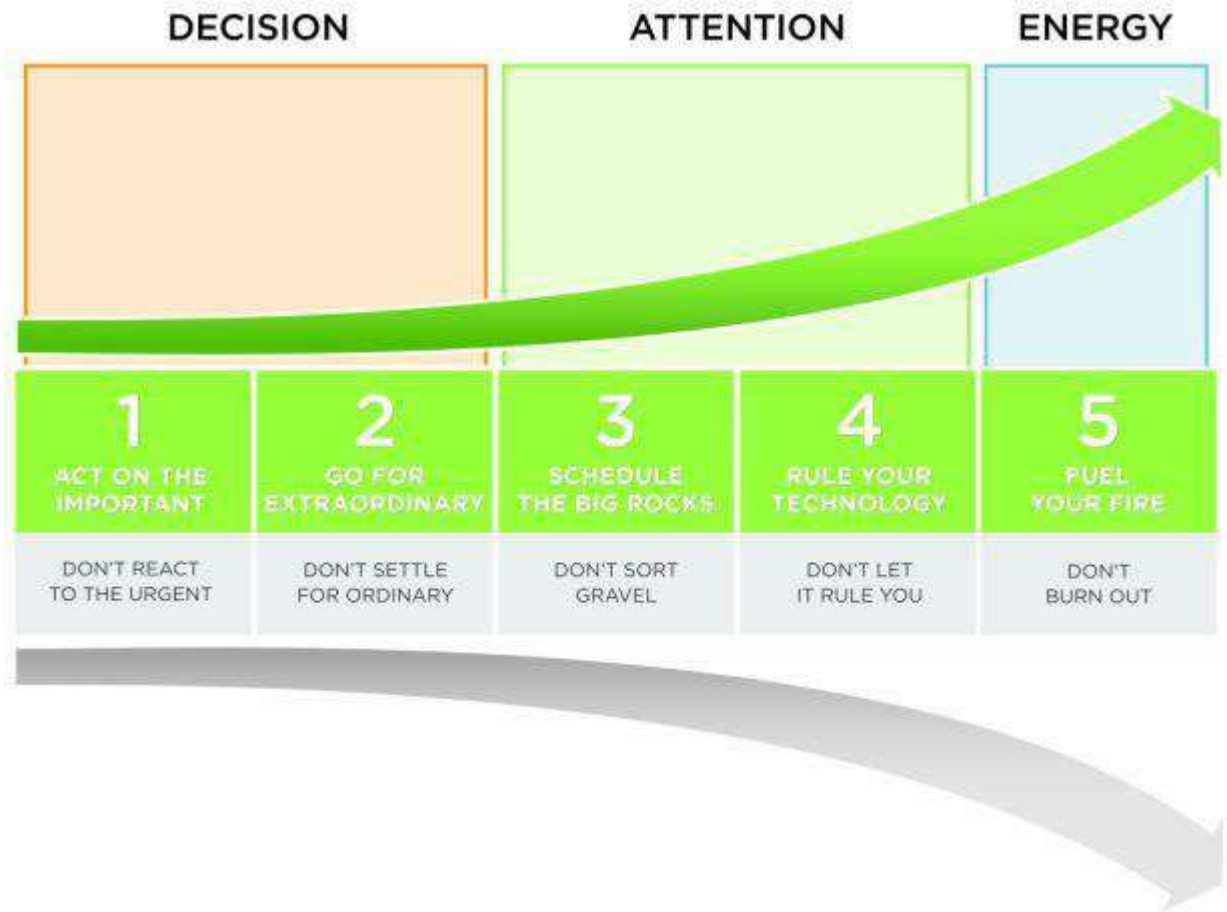 DECISION
ATTENTION
ENERGY
1
ACT ON THE
IMPORTANT
2
GO FOR
EXTRAORDINARY
3
SCHEDULE
THE BIG ROCKS
4
RULE YOUR
TECHNOLOGY
5
FUEL
YOUR FIRE
DON'T REACT
TO THE URGENT
DON'T SETTLE
FOR ORDINARY
DON'T SORT
GRAVEL
DON'T LET
IT RULE YOU
DON'T
BURN OUT